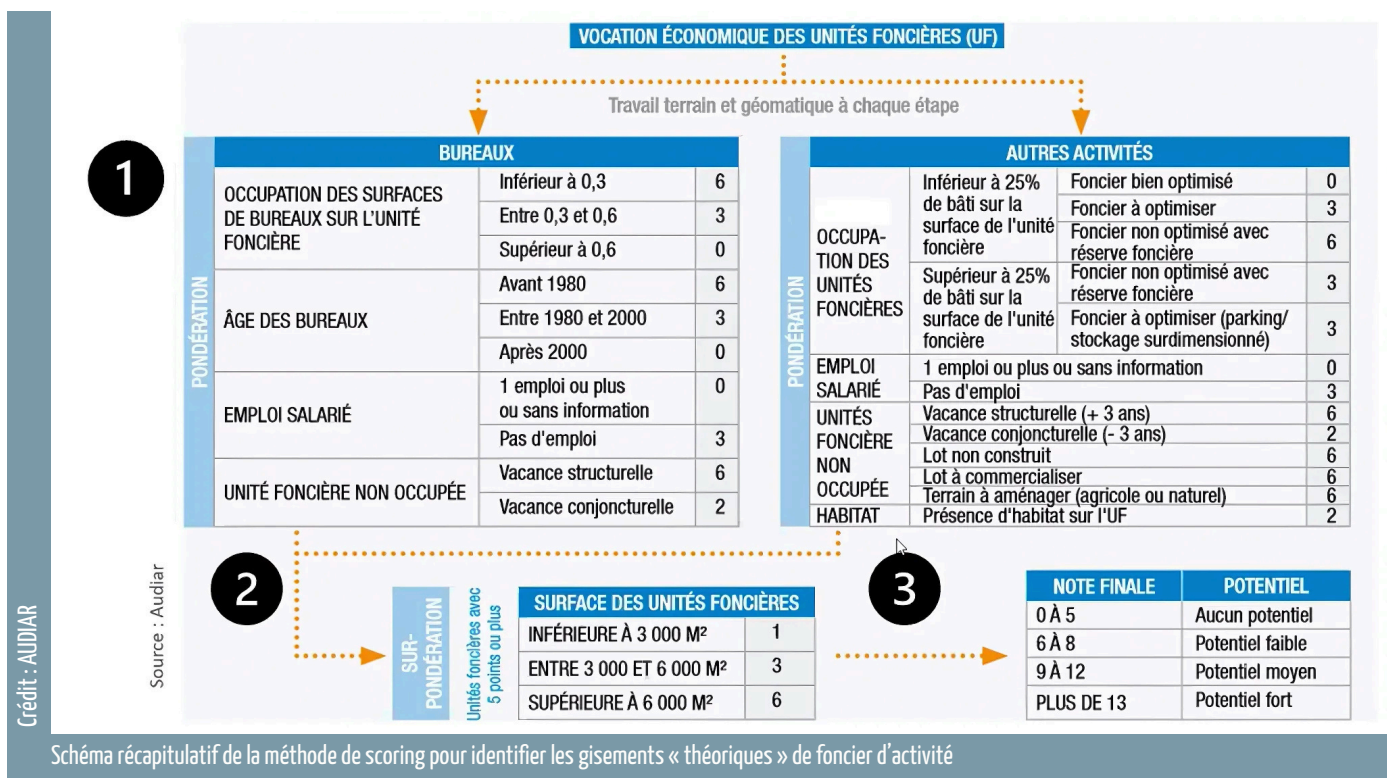 VOCATION ÉCONOMIQUE DES UNITÉS FONCIÈRES (UF)
Travail terrain et géomatique à chaque étape
1
PONDÉRATION
BUREAUX
OCCUPATION DES SURFACES
DE BUREAUX SUR L'UNITÉ
FONCIÈRE
Inférieur à 0,3 6
Entre 0,3 et 0,6 3
Supérieur à 0,6 0
ÂGE DES BUREAUX
Avant 1980 6
Entre 1980 et 2000 3
Après 2000 0
EMPLOI SALARIÉ
1 emploi ou plus
ou sans information 0
Pas d'emploi 3
UNITÉ FONCIÈRE NON OCCUPÉE
Vacance structurelle 6
Vacance conjoncturelle 2
PONDÉRATION
AUTRES ACTIVITÉS
OCCUPA-
TION DES
UNITÉS
FONCIÈRES
Inférieur à 25%
de bâti sur la
surface de l'unité
foncière
Foncier bien optimisé 0
Foncier à optimiser 3
Foncier non optimisé avec
réserve foncière 6
Supérieur à 25%
de bâti sur la
surface de l'unité
foncière
Foncier non optimisé avec
réserve foncière 3
Foncier à optimiser (parking/
stockage surdimensionné) 3
EMPLOI
SALARIÉ
1 emploi ou plus ou sans information 0
Pas d'emploi 3
UNITÉS
FONCIÈRE
NON
OCCUPÉE
Vacance structurelle (+ 3 ans) 6
Vacance conjoncturelle (- 3 ans) 2
Lot non construit 6
Lot à commercialiser 6
Terrain à aménager (agricole ou naturel) 6
HABITAT Présence d'habitat sur l'UF 2
2
SUR-
PONDÉRATION
Unités foncières avec
5 points ou plus
SURFACE DES UNITÉS FONCIÈRES
INFÉRIEURE À 3 000 M² 1
ENTRE 3 000 ET 6 000 M² 3
SUPÉRIEURE À 6 000 M² 6
3
NOTE FINALE POTENTIEL
0 À 5 Aucun potentiel
6 À 8 Potentiel faible
9 À 12 Potentiel moyen
PLUS DE 13 Potentiel fort
Source : Audiar
Crédit : AUDIAR
Schéma récapitulatif de la méthode de scoring pour identifier les gisements « théoriques » de foncier d'activité